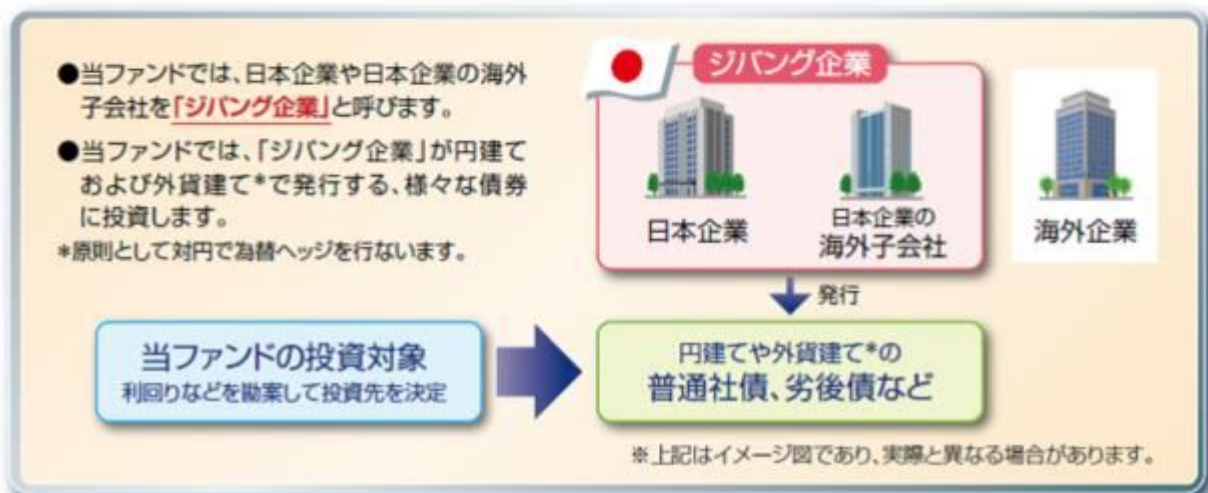 ●当ファンドでは、日本企業や日本企業の海外
子会社を「ジパング企業」と呼びます。
●当ファンドでは、「ジパング企業」が円建て
および外貨建て*で発行する、様々な債券
に投資します。
*原則として対円で為替ヘッジを行ないます。
ジパング企業
日本企業
日本企業の
海外子会社
海外企業
発行
当ファンドの投資対象
利回りなどを勘案して投資先を決定
円建てや外貨建て*の
普通社債、劣後債など
※上記はイメージ図であり、実際と異なる場合があります。